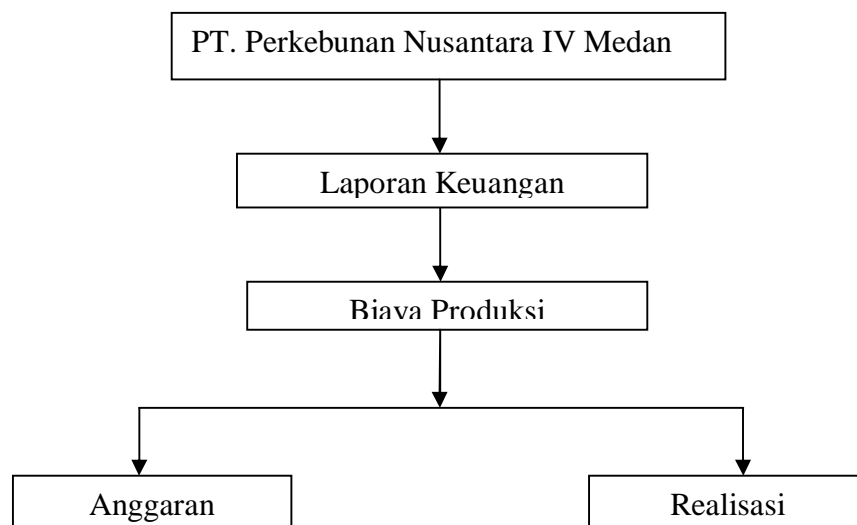 PT. Perkebunan Nusantara IV Medan
Laporan Keuangan
Biaya Produksi
Anggaran
Realisasi